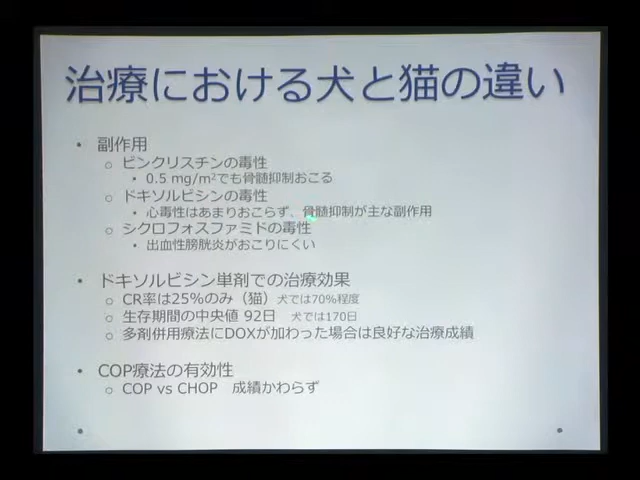 治療における犬と猫の違い
• 副作用
o ビンクリスチンの毒性
• 0.5 mg/m²でも骨髄抑制おこる
o ドキソルビシンの毒性
• 心毒性はあまりおこらず、骨髄抑制が主な副作用
o シクロフォスファミドの毒性
• 出血性膀胱炎がおこりにくい
• ドキソルビシン単剤での治療効果
o CR率は25%のみ（猫）犬では70%程度
o 生存期間の中央値 92日 犬では170日
o 多剤併用療法にDOXが加わった場合は良好な治療成績
• COP療法の有効性
o COP vs CHOP 成績かわらず